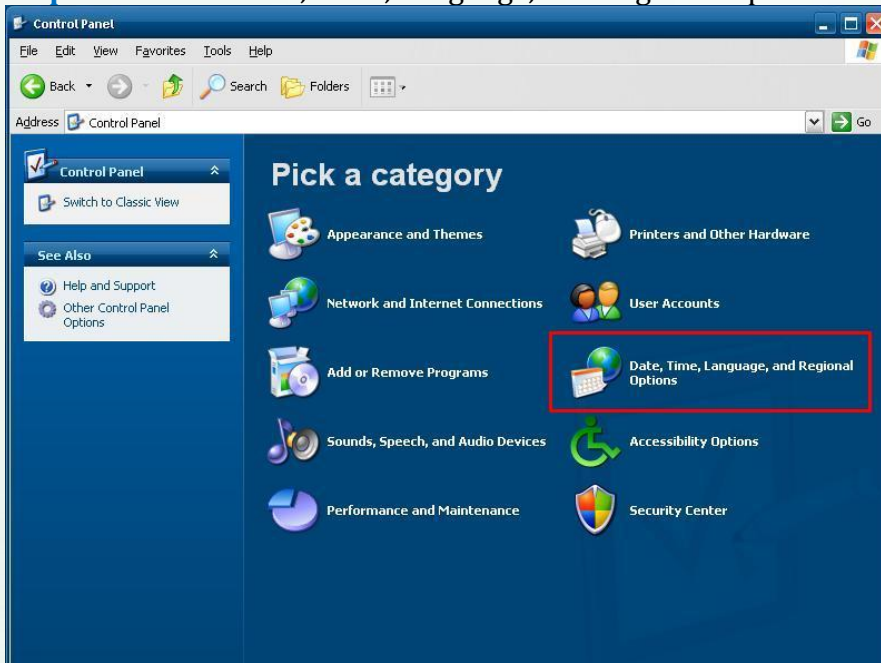 Control Panel
File Edit View Favorites Tools Help
Back Search Folders
Address Control Panel Go
Control Panel
Switch to Classic View
See Also
Help and Support
Other Control Panel
Options
Pick a category
Appearance and Themes
Printers and Other Hardware
Network and Internet Connections
User Accounts
Add or Remove Programs
Date, Time, Language, and Regional
Options
Sounds, Speech, and Audio Devices
Accessibility Options
Performance and Maintenance
Security Center